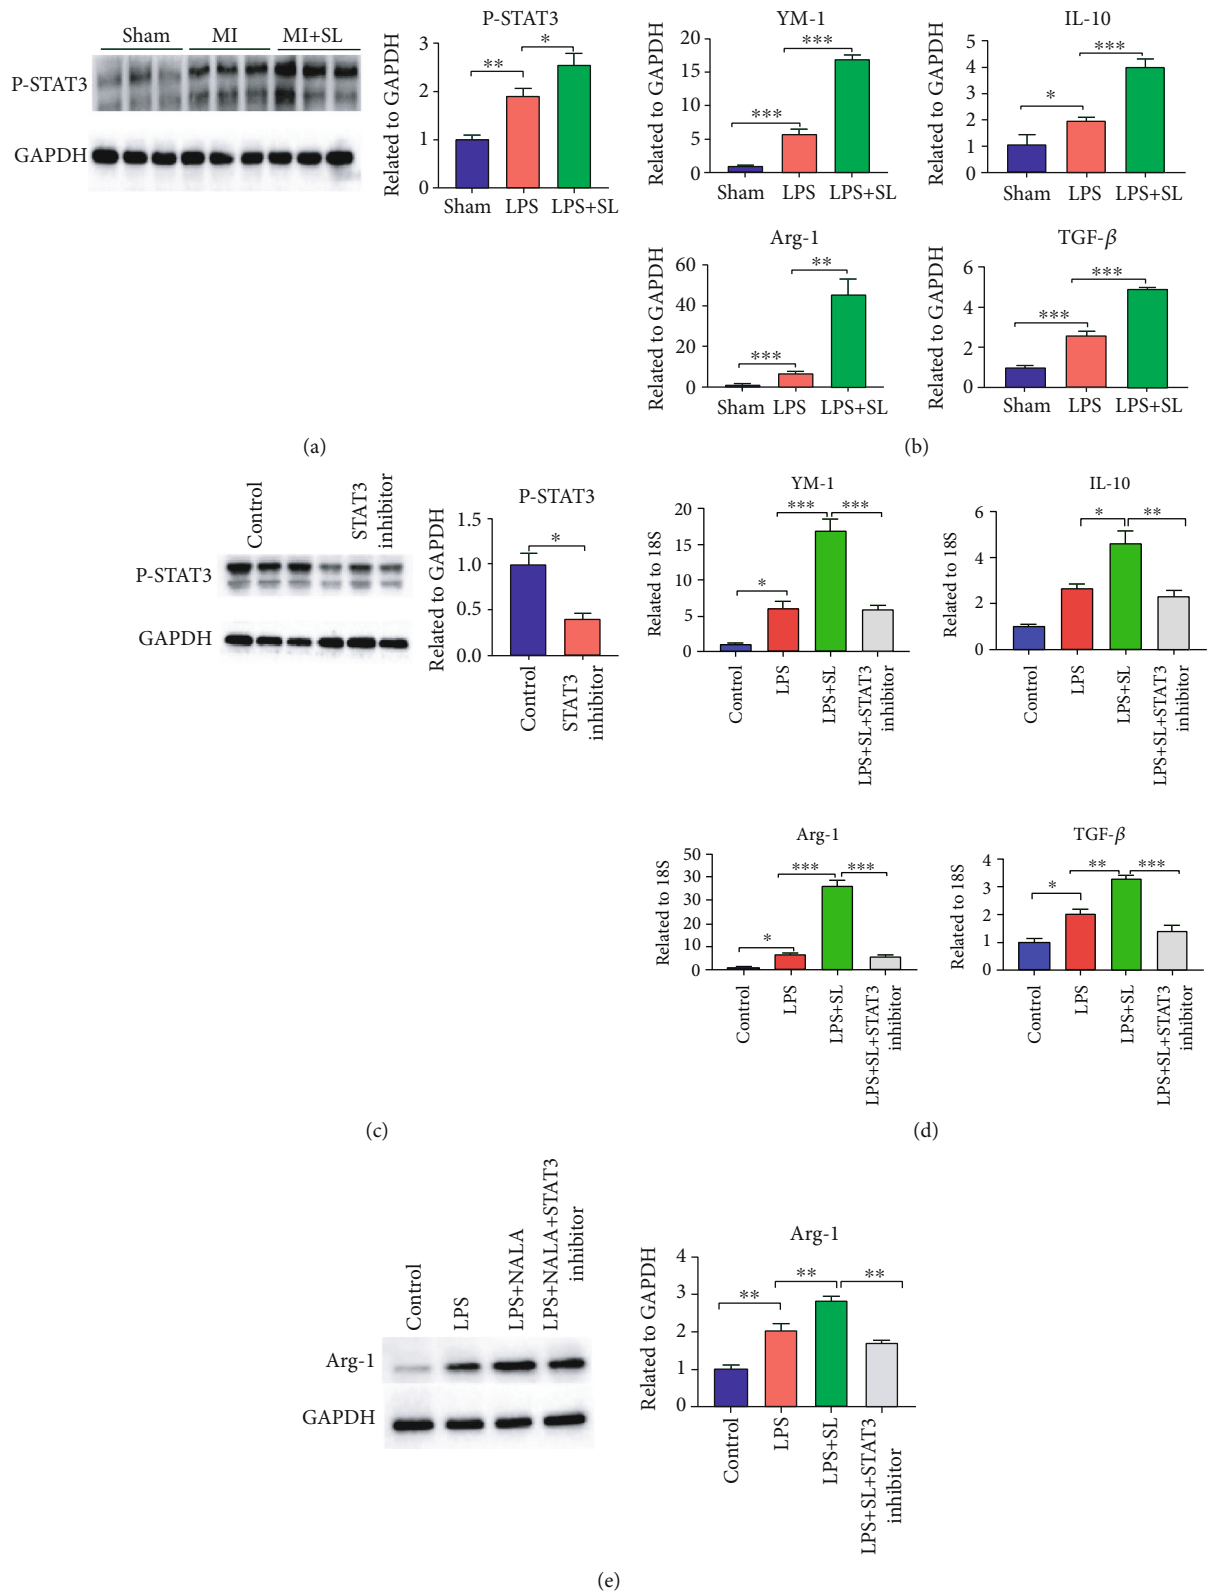 Sham MI MI+SL
P-STAT3
GAPDH
P-STAT3
Related to GAPDH
3
2
1
0
**
*
Sham LPS LPS+SL
YM-1
Related to GAPDH
20
15
10
5
0
***
***
Sham LPS LPS+SL
IL-10
Related to GAPDH
6
5
4
3
2
1
0
*
***
Sham LPS LPS+SL
Arg-1
Related to GAPDH
60
40
20
0
***
**
Sham LPS LPS+SL
TGF-β
Related to GAPDH
6
4
2
0
***
***
Sham LPS LPS+SL
(a)
(b)
Control
STAT3
inhibitor
P-STAT3
GAPDH
P-STAT3
Related to GAPDH
1.5
1.0
0.5
0.0
*
Control
STAT3
inhibitor
YM-1
Related to 18S
20
15
10
5
0
*
***
***
Control
LPS
LPS+SL
LPS+SL+STAT3
inhibitor
IL-10
Related to 18S
6
4
2
0
*
**
Control
LPS
LPS+SL
LPS+SL+STAT3
inhibitor
Arg-1
Related to 18S
50
40
30
20
10
0
*
***
***
Control
LPS
LPS+SL
LPS+SL+STAT3
inhibitor
TGF-β
Related to 18S
4
3
2
1
0
*
**
***
Control
LPS
LPS+SL
LPS+SL+STAT3
inhibitor
(c)
(d)
Control
LPS
LPS+NALA
LPS+NALA+STAT3
inhibitor
Arg-1
GAPDH
Arg-1
Related to GAPDH
4
3
2
1
0
**
**
**
Control
LPS
LPS+SL
LPS+SL+STAT3
inhibitor
(e)